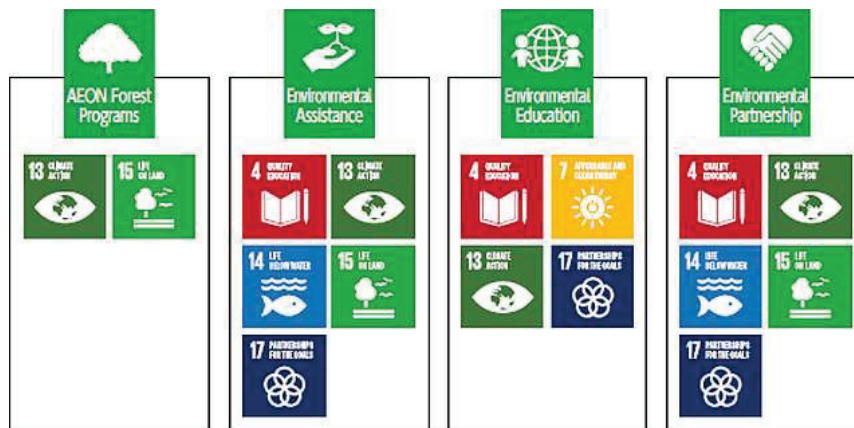 AEON Forest
Programs
13 CLIMATE
ACTION
15 LIFE
ON LAND
Environmental
Assistance
4 QUALITY
EDUCATION
13 CLIMATE
ACTION
14 LIFE
BELOW WATER
15 LIFE
ON LAND
17 PARTNERSHIPS
FOR THE GOALS
Environmental
Education
4 QUALITY
EDUCATION
7 AFFORDABLE AND
CLEAN ENERGY
13 CLIMATE
ACTION
17 PARTNERSHIPS
FOR THE GOALS
Environmental
Partnership
4 QUALITY
EDUCATION
13 CLIMATE
ACTION
14 LIFE
BELOW WATER
15 LIFE
ON LAND
17 PARTNERSHIPS
FOR THE GOALS